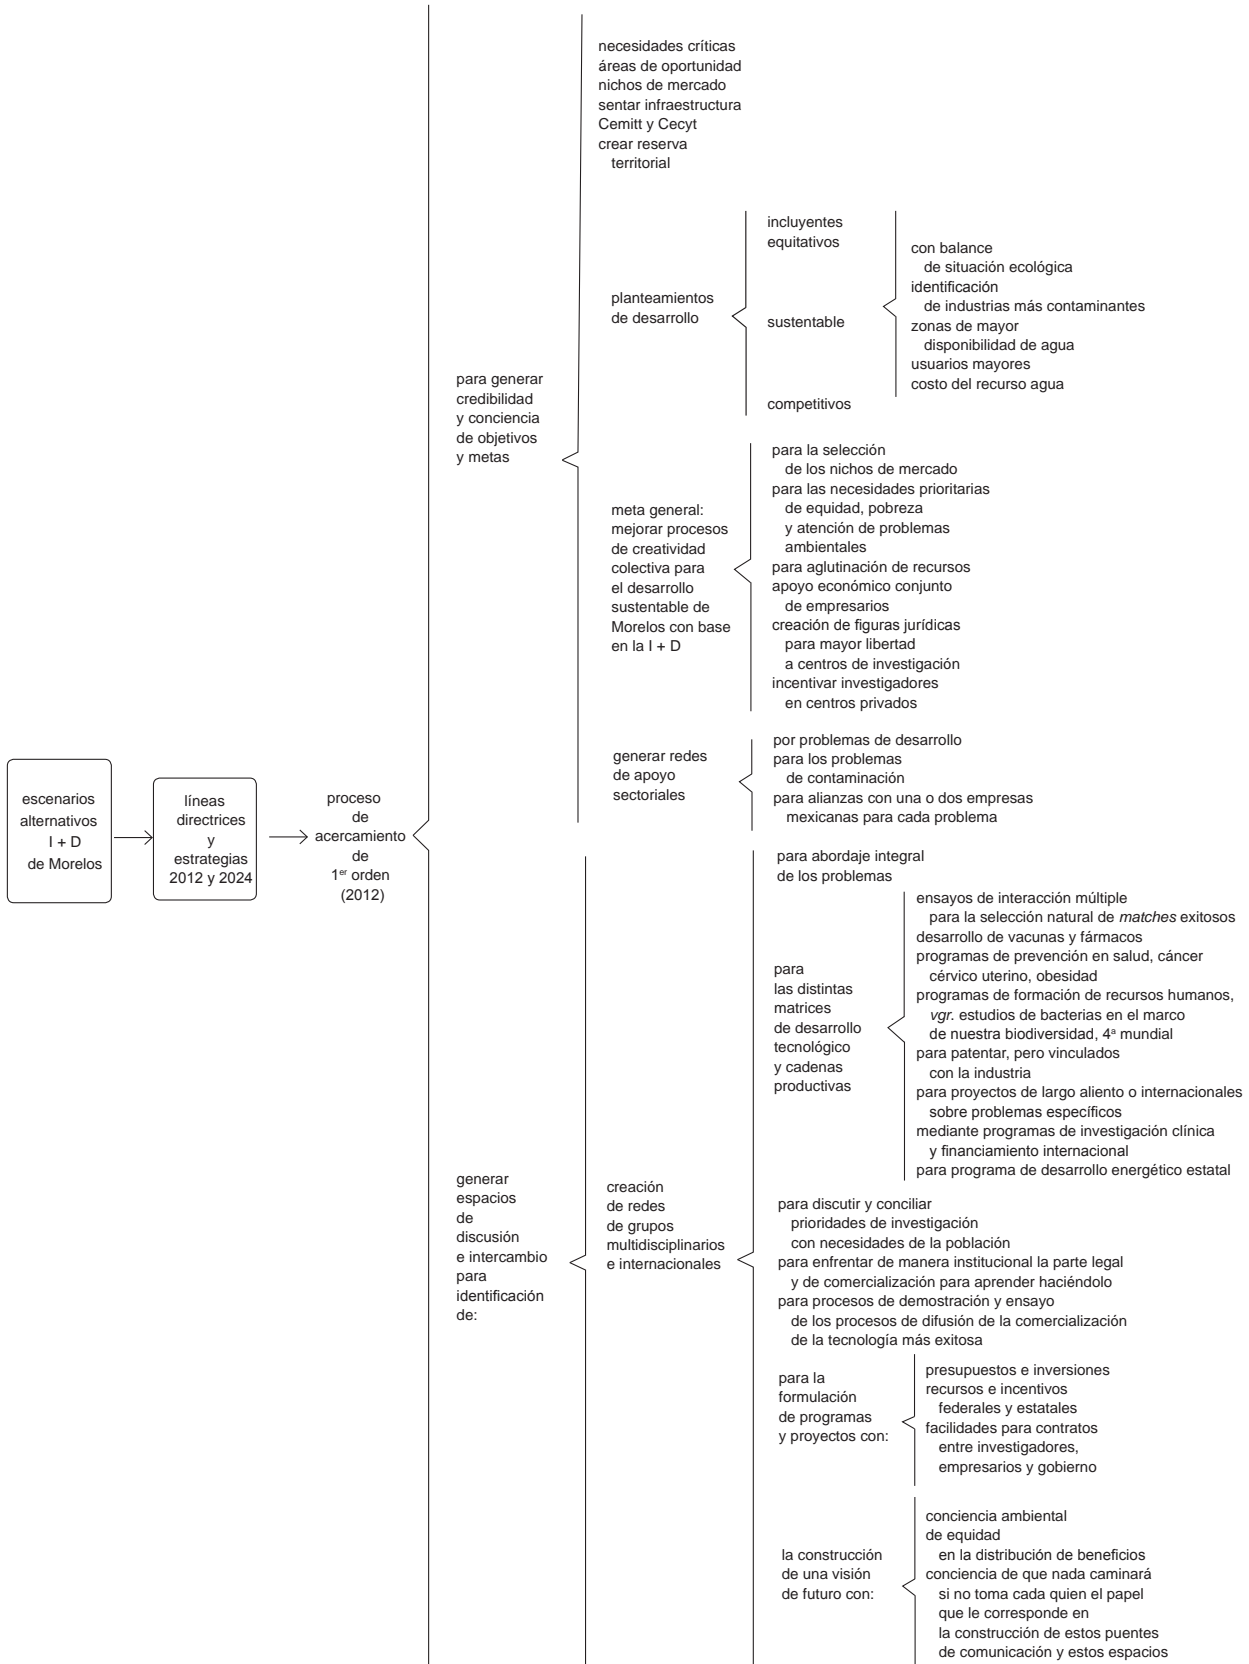 escenarios
alternativos
I + D
de Morelos
líneas
directrices
y
estrategias
2012 y 2024
proceso
de
acercamiento
de
1er orden
(2012)
para generar
credibilidad
y conciencia
de objetivos
y metas
necesidades críticas
áreas de oportunidad
nichos de mercado
sentar infraestructura
Cemitt y Cecyt
crear reserva
territorial
planteamientos
de desarrollo
incluyentes
equitativos
sustentable
con balance
de situación ecológica
identificación
de industrias más contaminantes
zonas de mayor
disponibilidad de agua
usuarios mayores
costo del recurso agua
competitivos
meta general:
mejorar procesos
de creatividad
colectiva para
el desarrollo
sustentable de
Morelos con base
en la I + D
para la selección
de los nichos de mercado
para las necesidades prioritarias
de equidad, pobreza
y atención de problemas
ambientales
para aglutinación de recursos
apoyo económico conjunto
de empresarios
creación de figuras jurídicas
para mayor libertad
a centros de investigación
incentivar investigadores
en centros privados
generar redes
de apoyo
sectoriales
por problemas de desarrollo
para los problemas
de contaminación
para alianzas con una o dos empresas
mexicanas para cada problema
generar
espacios
de
discusión
e intercambio
para
identificación
de:
creación
de redes
de grupos
multidisciplinarios
e internacionales
para abordaje integral
de los problemas
para
las distintas
matrices
de desarrollo
tecnológico
y cadenas
productivas
ensayos de interacción múltiple
para la selección natural de matches exitosos
desarrollo de vacunas y fármacos
programas de prevención en salud, cáncer
cérvico uterino, obesidad
programas de formación de recursos humanos,
vgr. estudios de bacterias en el marco
de nuestra biodiversidad, 4ª mundial
para patentar, pero vinculados
con la industria
para proyectos de largo aliento o internacionales
sobre problemas específicos
mediante programas de investigación clínica
y financiamiento internacional
para programa de desarrollo energético estatal
para discutir y conciliar
prioridades de investigación
con necesidades de la población
para enfrentar de manera institucional la parte legal
y de comercialización para aprender haciéndolo
para procesos de demostración y ensayo
de los procesos de difusión de la comercialización
de la tecnología más exitosa
para la
formulación
de programas
y proyectos con:
presupuestos e inversiones
recursos e incentivos
federales y estatales
facilidades para contratos
entre investigadores,
empresarios y gobierno
la construcción
de una visión
de futuro con:
conciencia ambiental
de equidad
en la distribución de beneficios
conciencia de que nada caminará
si no toma cada quien el papel
que le corresponde en
la construcción de estos puentes
de comunicación y estos espacios